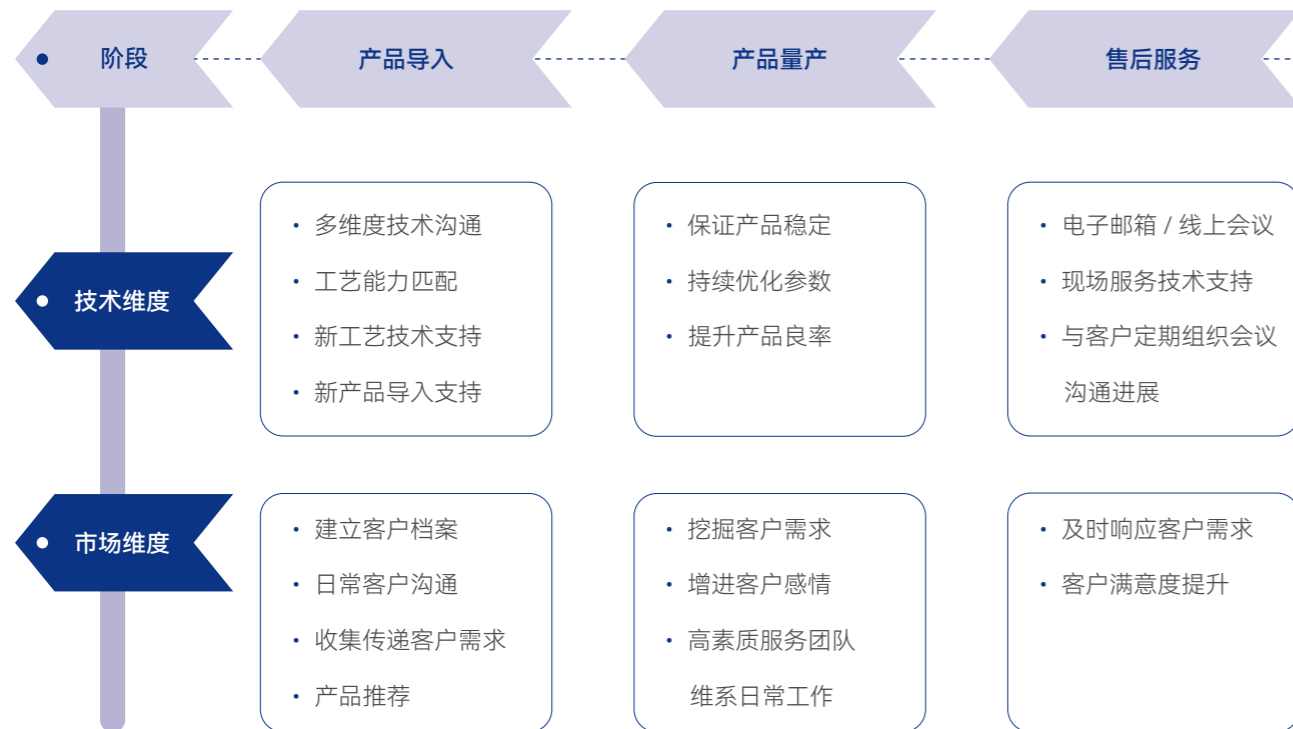 阶段
产品导入
产品量产
售后服务
技术维度
• 多维度技术沟通
• 工艺能力匹配
• 新工艺技术支持
• 新产品导入支持
• 保证产品稳定
• 持续优化参数
• 提升产品良率
• 电子邮箱 / 线上会议
• 现场服务技术支持
• 与客户定期组织会议
沟通进展
市场维度
• 建立客户档案
• 日常客户沟通
• 收集传递客户需求
• 产品推荐
• 挖掘客户需求
• 增进客户感情
• 高素质服务团队
维系日常工作
• 及时响应客户需求
• 客户满意度提升